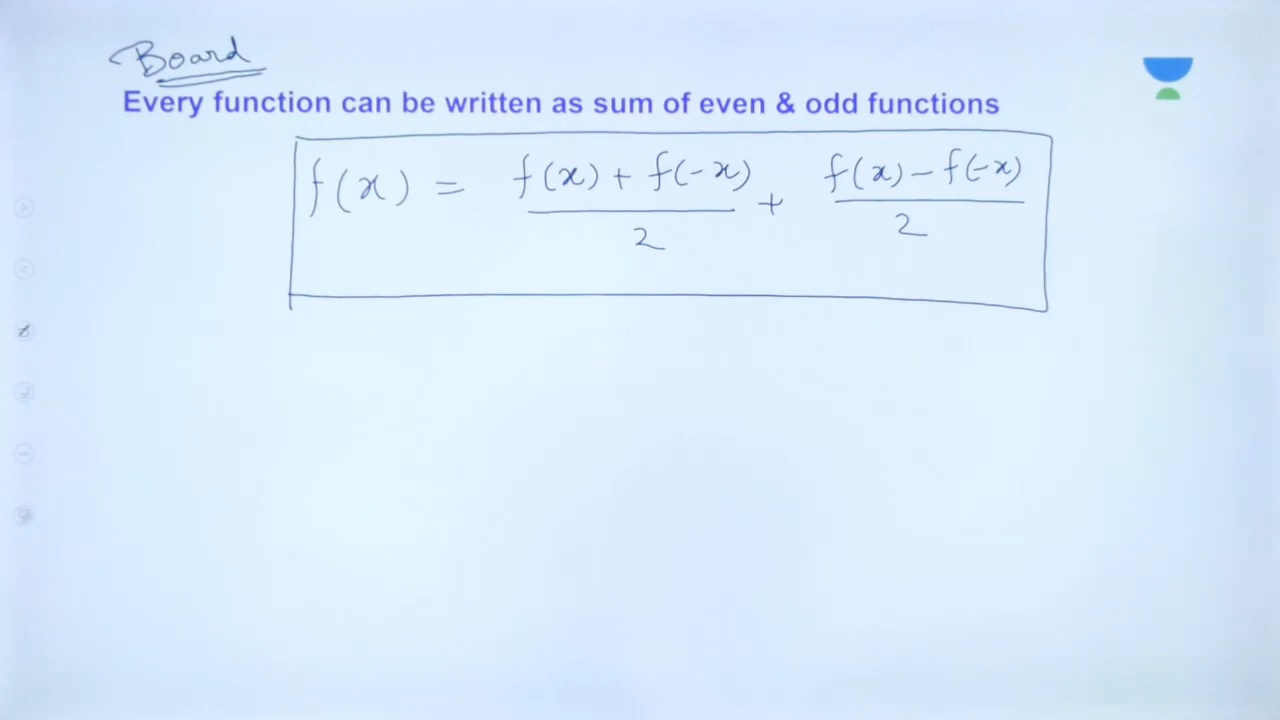 Board
Every function can be written as sum of even & odd functions
f(x) = f(x) + f(-x) / 2 + f(x) - f(-x) / 2